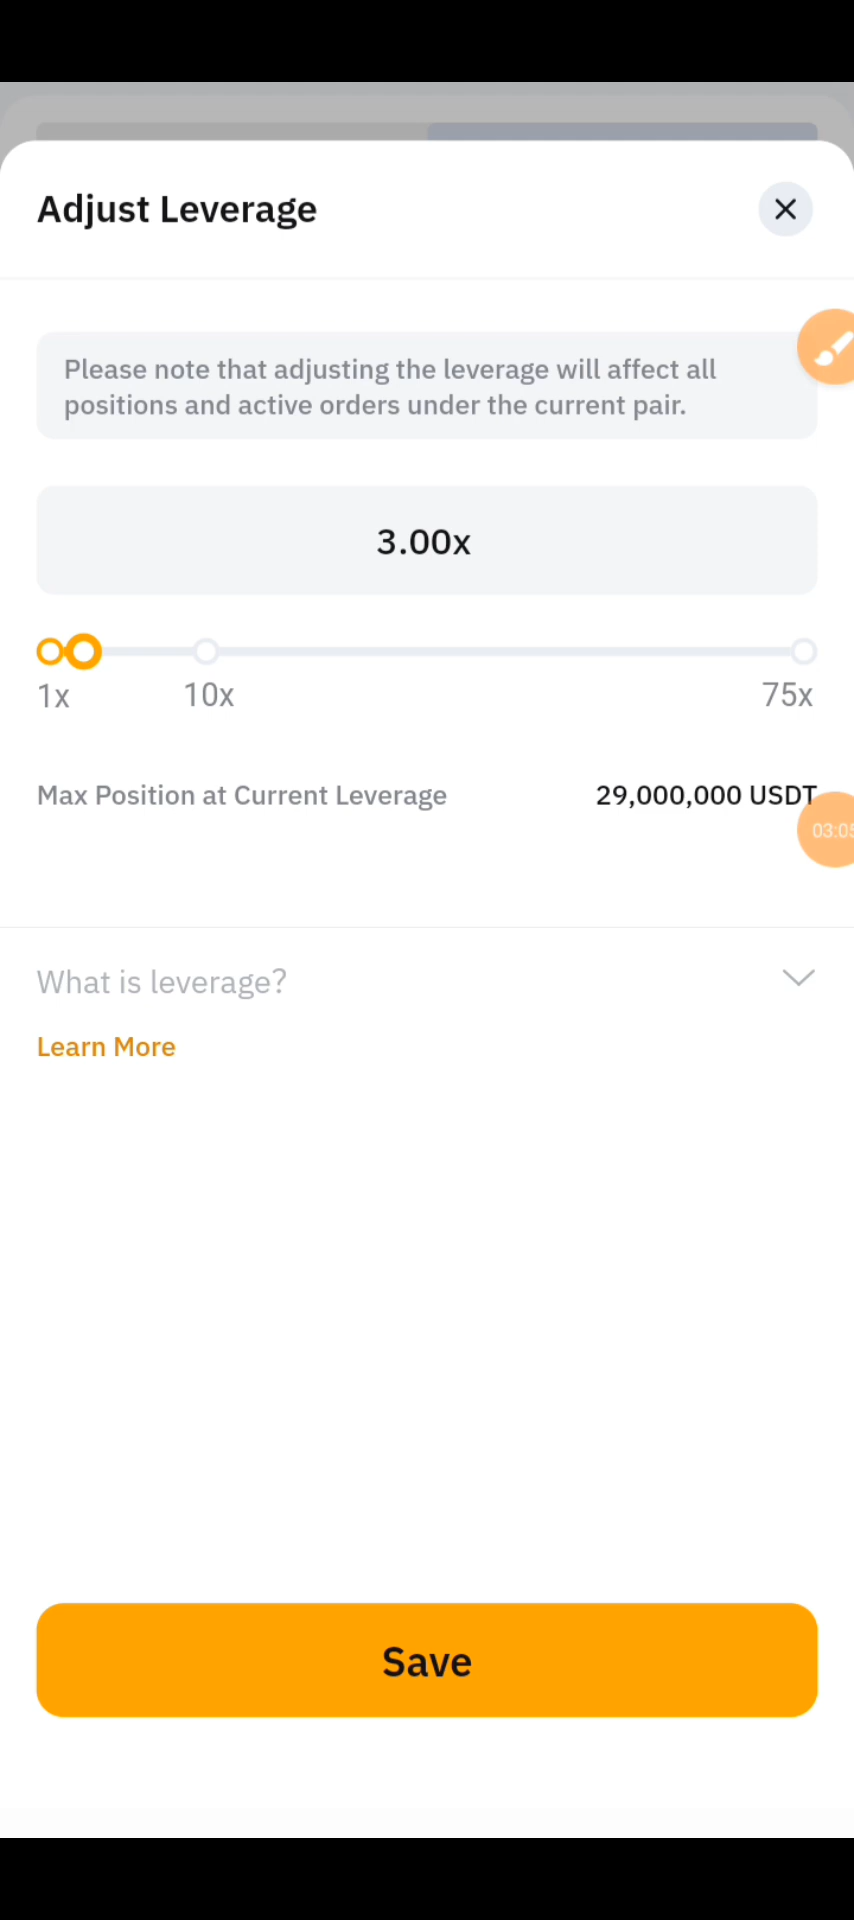 Adjust Leverage
Please note that adjusting the leverage will affect all
positions and active orders under the current pair.
3.00x
1x 10x 75x
Max Position at Current Leverage 29,000,000 USDT
03:05
What is leverage?
Learn More
Save